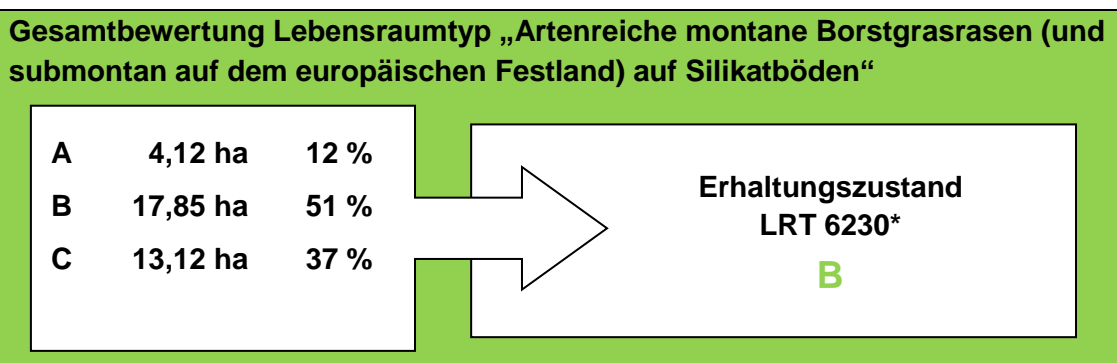 Gesamtbewertung Lebensraumtyp „Artenreiche montane Borstgrasrasen (und
submontan auf dem europäischen Festland) auf Silikatböden“
A 4,12 ha 12 %
B 17,85 ha 51 %
C 13,12 ha 37 %
Erhaltungszustand
LRT 6230*
B